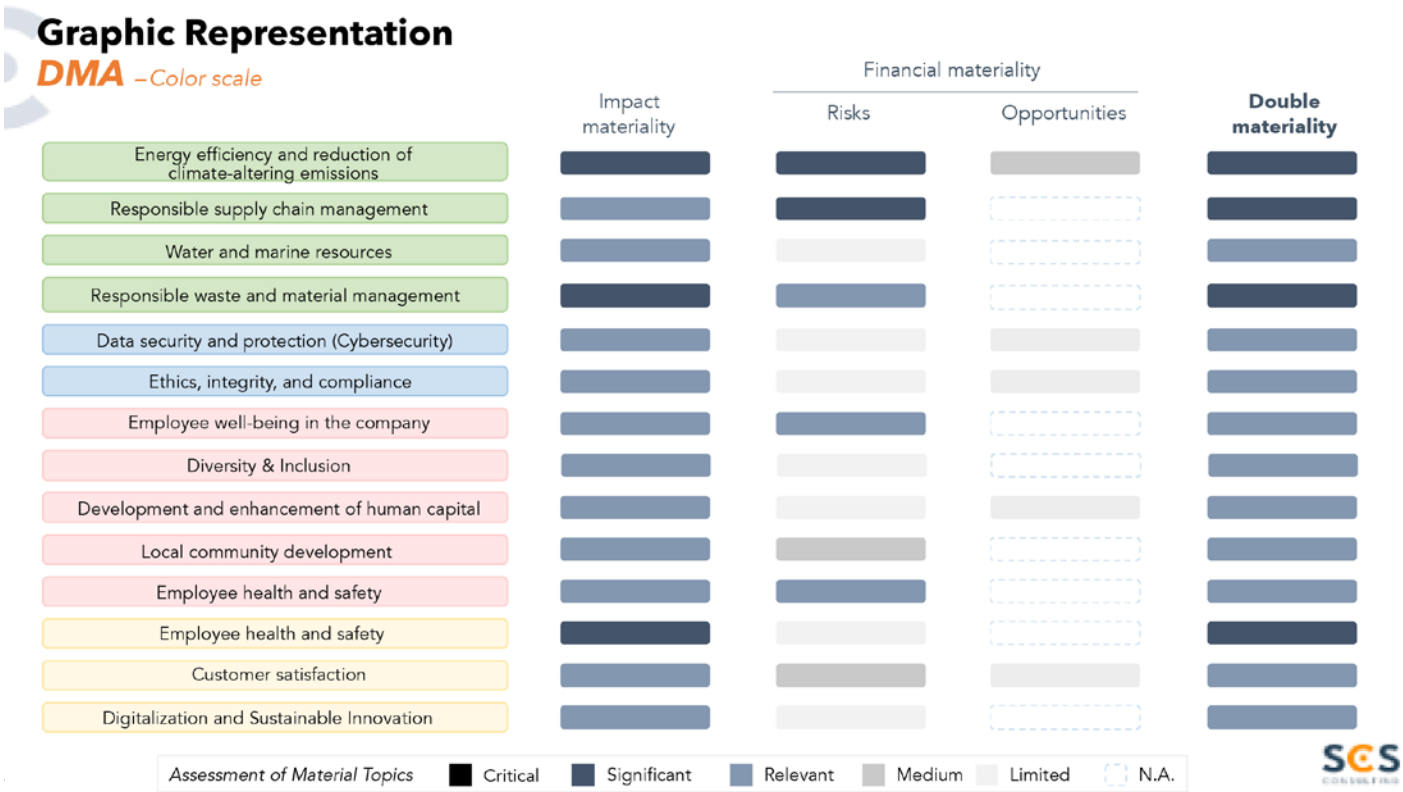 Graphic Representation
DMA – Color scale
Financial materiality
Impact
materiality
Risks
Opportunities
Double
materiality
Energy efficiency and reduction of
climate-altering emissions
Responsible supply chain management
Water and marine resources
Responsible waste and material management
Data security and protection (Cybersecurity)
Ethics, integrity, and compliance
Employee well-being in the company
Diversity & Inclusion
Development and enhancement of human capital
Local community development
Employee health and safety
Employee health and safety
Customer satisfaction
Digitalization and Sustainable Innovation
Assessment of Material Topics
Critical
Significant
Relevant
Medium
Limited
N.A.
SCS
CONSULTING